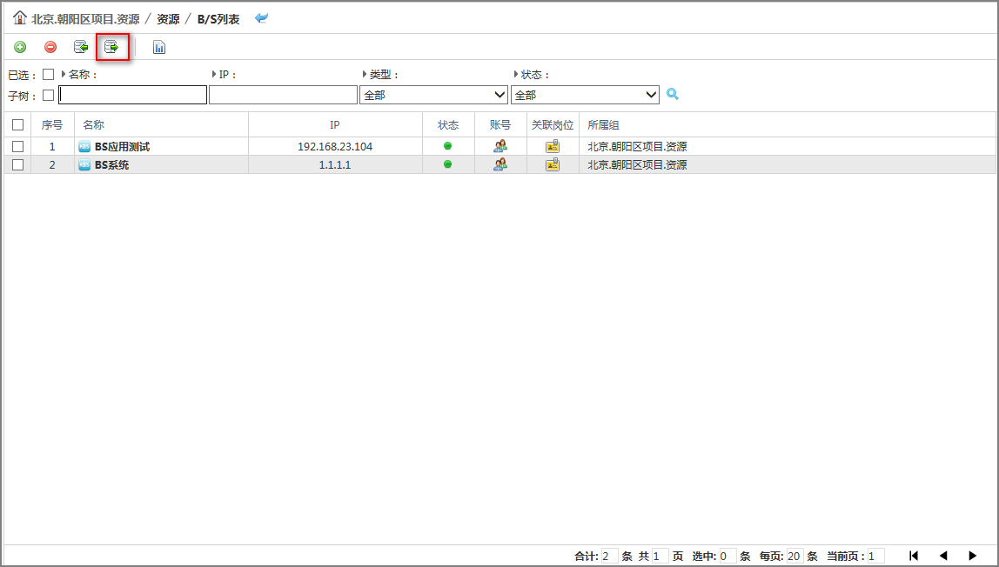 北京.朝阳区项目.资源 / 资源 / B/S列表
已选： 名称： IP： 类型： 状态：
子树： 全部 全部
序号 名称 IP 状态 账号 关联岗位 所属组
1 BS应用测试 192.168.23.104 北京.朝阳区项目.资源
2 BS系统 1.1.1.1 北京.朝阳区项目.资源
合计: 2 条 共 1 页 选中: 0 条 每页: 20 条 当前页: 1